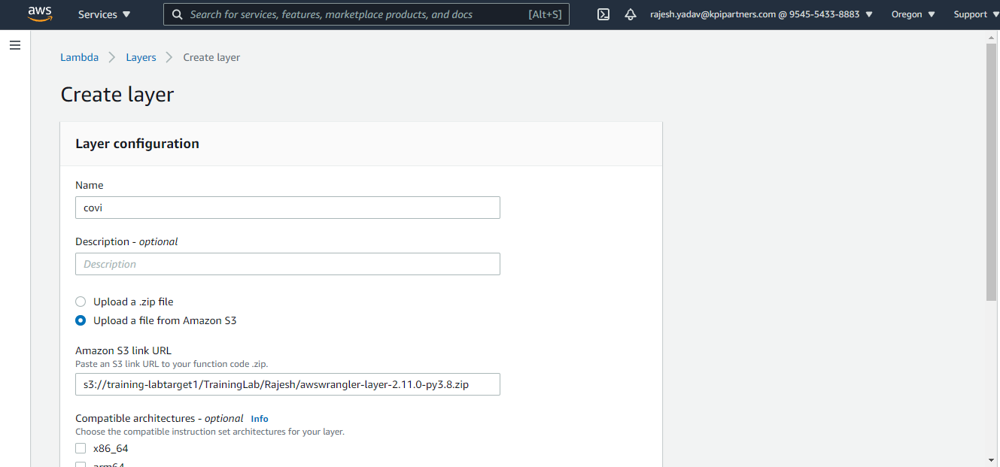 aws Services Search for services, features, marketplace products, and docs [Alt+S] rajesh.yadav@kpipartners.com @ 9545-5433-8883 Oregon Support
Lambda Layers Create layer
Create layer
Layer configuration
Name
covi
Description - optional
Description
Upload a .zip file
Upload a file from Amazon S3
Amazon S3 link URL
Paste an S3 link URL to your function code .zip.
s3://training-labtarget1/TrainingLab/Rajesh/awswrangler-layer-2.11.0-py3.8.zip
Compatible architectures - optional Info
Choose the compatible instruction set architectures for your layer.
x86_64
arm64